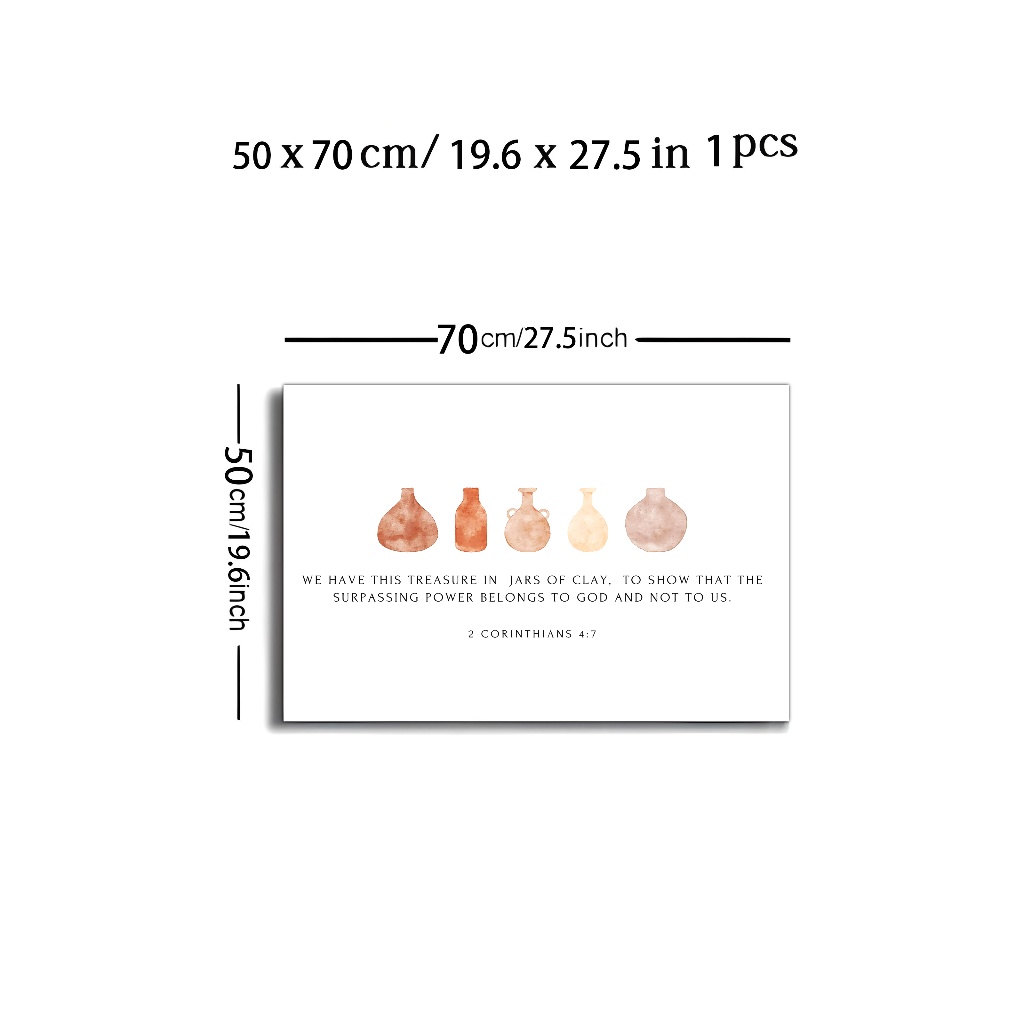 50 x 70 cm/ 19.6 x 27.5 in 1 pcs
70cm/27.5inch
50cm/19.6inch
WE HAVE THIS TREASURE IN JARS OF CLAY, TO SHOW THAT THE
SURPASSING POWER BELONGS TO GOD AND NOT TO US.
2 CORINTHIANS 4:7